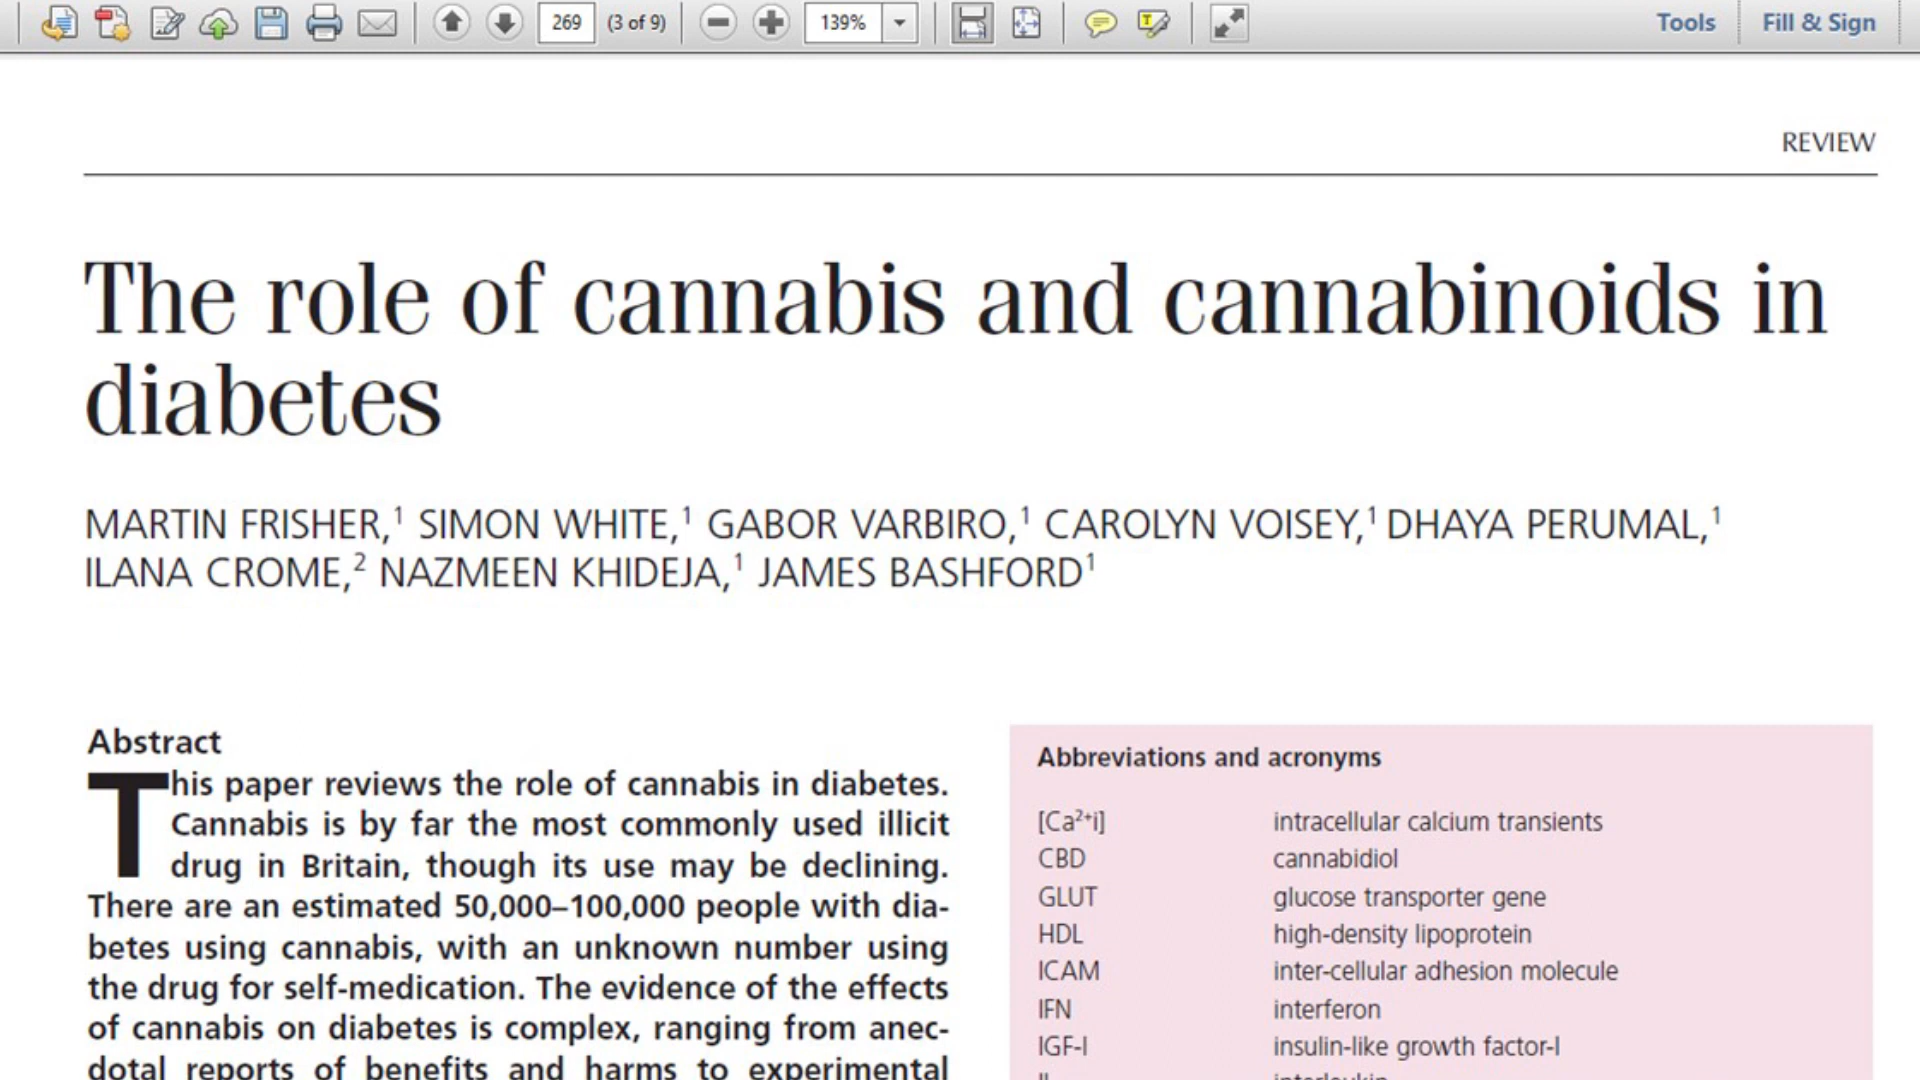 269 (3 of 9) 139% Tools Fill & Sign
REVIEW
The role of cannabis and cannabinoids in
diabetes
MARTIN FRISHER,¹ SIMON WHITE,¹ GABOR VARBIRO,¹ CAROLYN VOISEY,¹ DHAYA PERUMAL,¹
ILANA CROME,² NAZMEEN KHIDEJA,¹ JAMES BASHFORD¹
Abstract
This paper reviews the role of cannabis in diabetes.
Cannabis is by far the most commonly used illicit
drug in Britain, though its use may be declining.
There are an estimated 50,000–100,000 people with dia-
betes using cannabis, with an unknown number using
the drug for self-medication. The evidence of the effects
of cannabis on diabetes is complex, ranging from anec-
dotal reports of benefits and harms to experimental
Abbreviations and acronyms
[Ca²⁺i] intracellular calcium transients
CBD cannabidiol
GLUT glucose transporter gene
HDL high-density lipoprotein
ICAM inter-cellular adhesion molecule
IFN interferon
IGF-I insulin-like growth factor-I